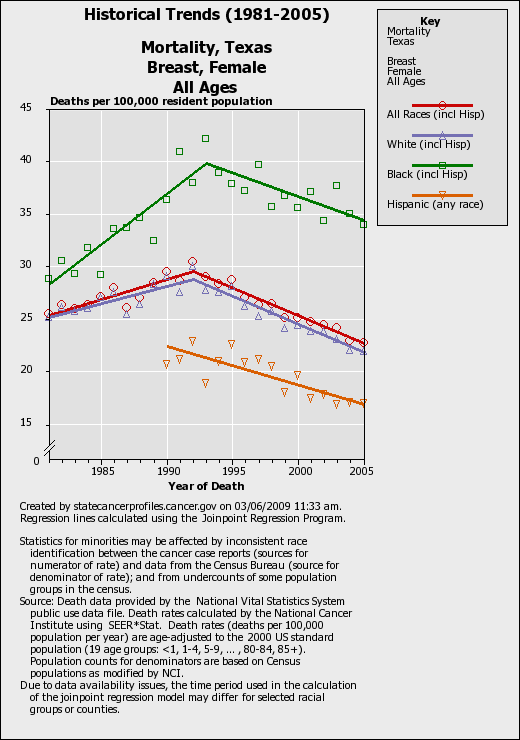 Historical Trends (1981-2005)
Mortality, Texas
Breast, Female
All Ages
Key
Mortality
Texas
Breast
Female
All Ages
All Races (incl Hisp)
White (incl Hisp)
Black (incl Hisp)
Hispanic (any race)
Deaths per 100,000 resident population
45
40
35
30
25
20
15
0
1985 1990 1995 2000 2005
Year of Death
Created by statecancerprofiles.cancer.gov on 03/06/2009 11:33 am.
Regression lines calculated using the Joinpoint Regression Program.
Statistics for minorities may be affected by inconsistent race
identification between the cancer case reports (sources for
numerator of rate) and data from the Census Bureau (source for
denominator of rate); and from undercounts of some population
groups in the census.
Source: Death data provided by the National Vital Statistics System
public use data file. Death rates calculated by the National Cancer
Institute using SEER*Stat. Death rates (deaths per 100,000
population per year) are age-adjusted to the 2000 US standard
population (19 age groups: <1, 1-4, 5-9, ... , 80-84, 85+).
Population counts for denominators are based on Census
populations as modified by NCI.
Due to data availability issues, the time period used in the calculation
of the joinpoint regression model may differ for selected racial
groups or counties.